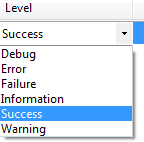 Level
Success
Debug
Error
Failure
Information
Success
Warning